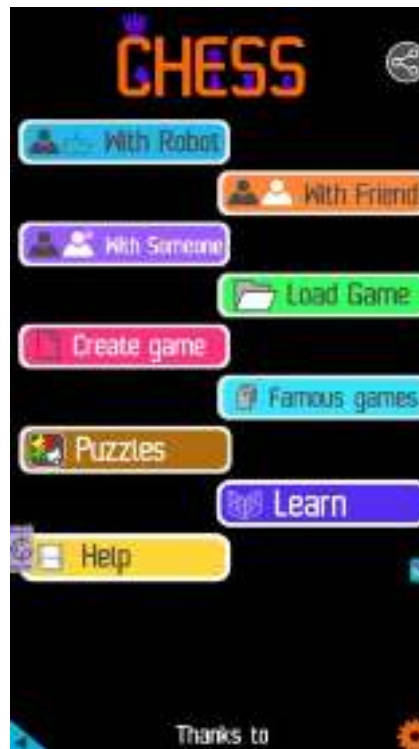 CHESS
With Robot
With Friend
With Someone
Load Game
Create game
Famous games
Puzzles
Learn
Help
Thanks to